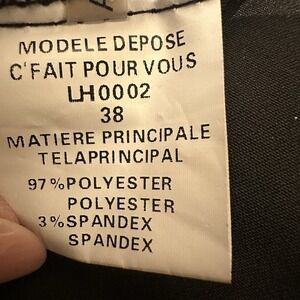 MODELE DEPOSE
C'FAIT POUR VOUS
LH0002
38
MATIERE PRINCIPALE
TELAPRINCIPAL
97%POLYESTER
POLYESTER
3%SPANDEX
SPANDEX